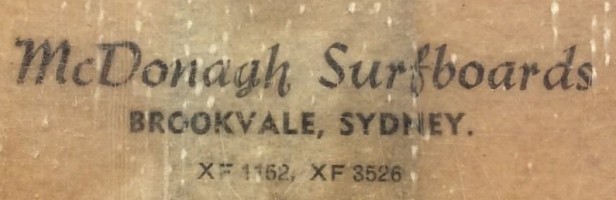 McDonagh Surfboards
BROOKVALE, SYDNEY.
XF 1162, XF 3526